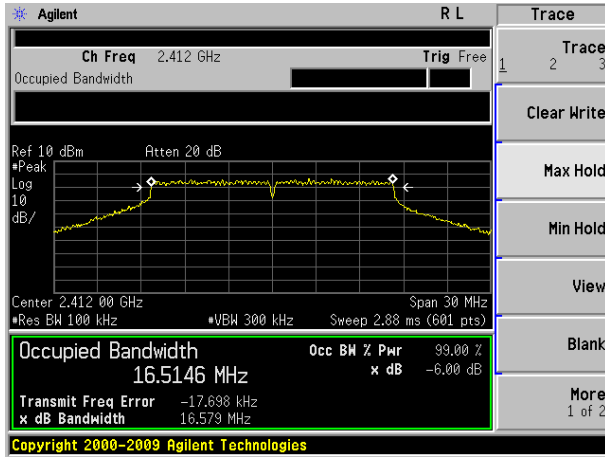 Agilent R L Trace
Ch Freq 2.412 GHz Trig Free
Occupied Bandwidth
Trace
1 2 3
Clear Write
Max Hold
Min Hold
View
Blank
More
1 of 2
Ref 10 dBm Atten 20 dB
#Peak
Log
10
dB/
Center 2.412 00 GHz Span 30 MHz
#Res BW 100 kHz #VBW 300 kHz Sweep 2.88 ms (601 pts)
Occupied Bandwidth Occ BW % Pwr 99.00 %
16.5146 MHz x dB -6.00 dB
Transmit Freq Error -17.698 kHz
x dB Bandwidth 16.579 MHz
Copyright 2000-2009 Agilent Technologies